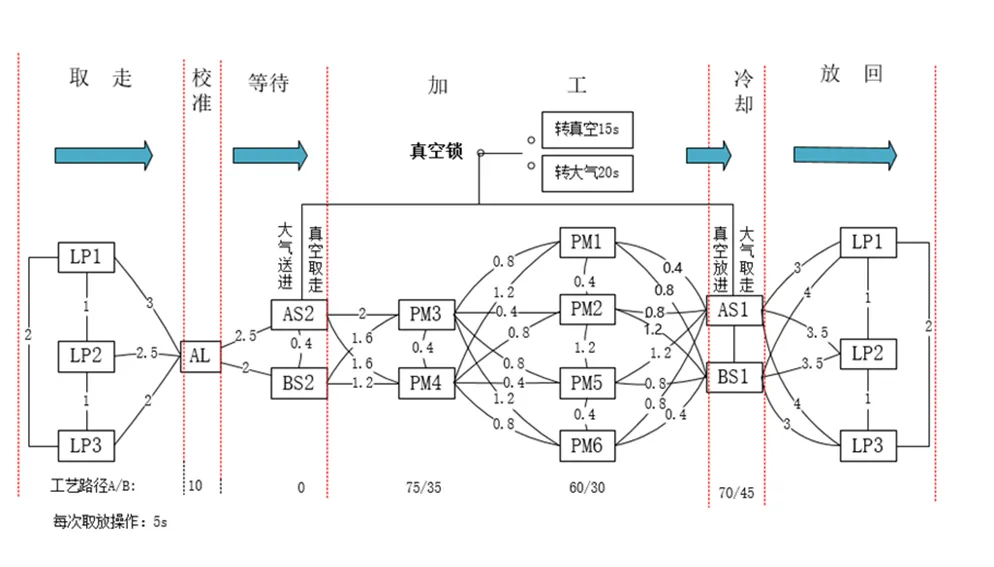 取 走
校准
等待
加 工
冷却
放 回
真空锁
转真空15s
转大气20s
大气送进
真空取走
真空放进
大气取走
LP1
LP2
LP3
2
1
1
3
2.5
2
AL
2.5
2
AS2
0.4
BS2
2
1.6
1.6
1.2
PM3
0.4
PM4
0.8
1.2
0.4
0.8
0.8
0.4
1.2
0.8
PM1
0.4
PM2
1.2
PM5
0.4
PM6
0.4
0.8
0.8
1.2
1.2
0.8
0.8
0.4
AS1
BS1
3
4
3.5
3.5
4
3
LP1
1
LP2
1
LP3
2
工艺路径A/B:
10
0
75/35
60/30
70/45
每次取放操作：5s